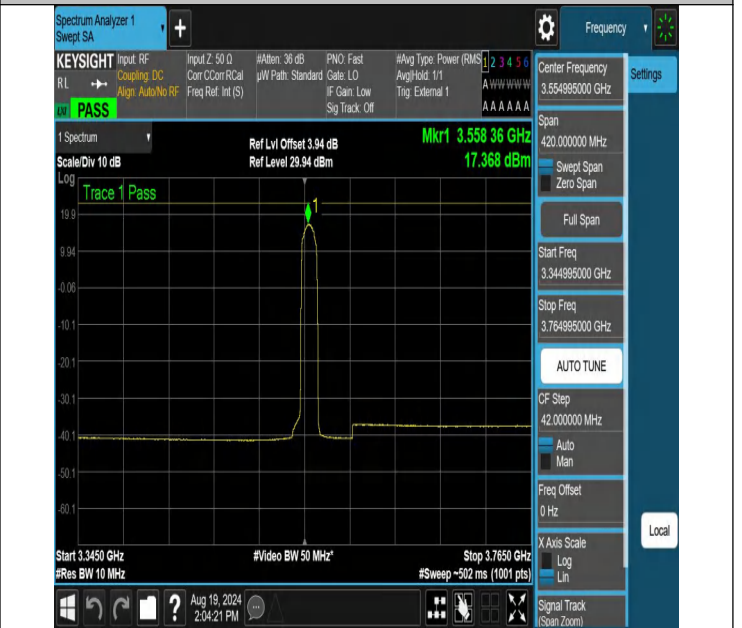 Spectrum Analyzer 1
Swept SA
+
Frequency
KEYSIGHT
Input: RF
Input Z: 50 Ω
#Atten: 36 dB
PNO: Fast
#Avg Type: Power (RMS
1 2 3 4 5 6
RL
Coupling: DC
Corr CCorr RCal
µW Path: Standard
Gate: LO
Avg|Hold: 1/1
A W W W W W
Align: Auto/No RF
Freq Ref: Int (S)
IF Gain: Low
Trig: External 1
PASS
Sig Track: Off
A A A A A A
1 Spectrum
Ref Lvl Offset 3.94 dB
Mkr1 3.558 36 GHz
Scale/Div 10 dB
Ref Level 29.94 dBm
17.368 dBm
Log
Trace 1 Pass
1
19.9
9.94
-0.06
-10.1
-20.1
-30.1
-40.1
-50.1
-60.1
Start 3.3450 GHz
#Video BW 50 MHz*
Stop 3.7650 GHz
#Res BW 10 MHz
#Sweep ~502 ms (1001 pts)
Center Frequency
3.554995000 GHz
Settings
Span
420.000000 MHz
Swept Span
Zero Span
Full Span
Start Freq
3.344995000 GHz
Stop Freq
3.764995000 GHz
AUTO TUNE
CF Step
42.000000 MHz
Auto
Man
Freq Offset
0 Hz
Local
X Axis Scale
Log
Lin
Signal Track
(Span Zoom)
?
Aug 19, 2024
2:04:21 PM